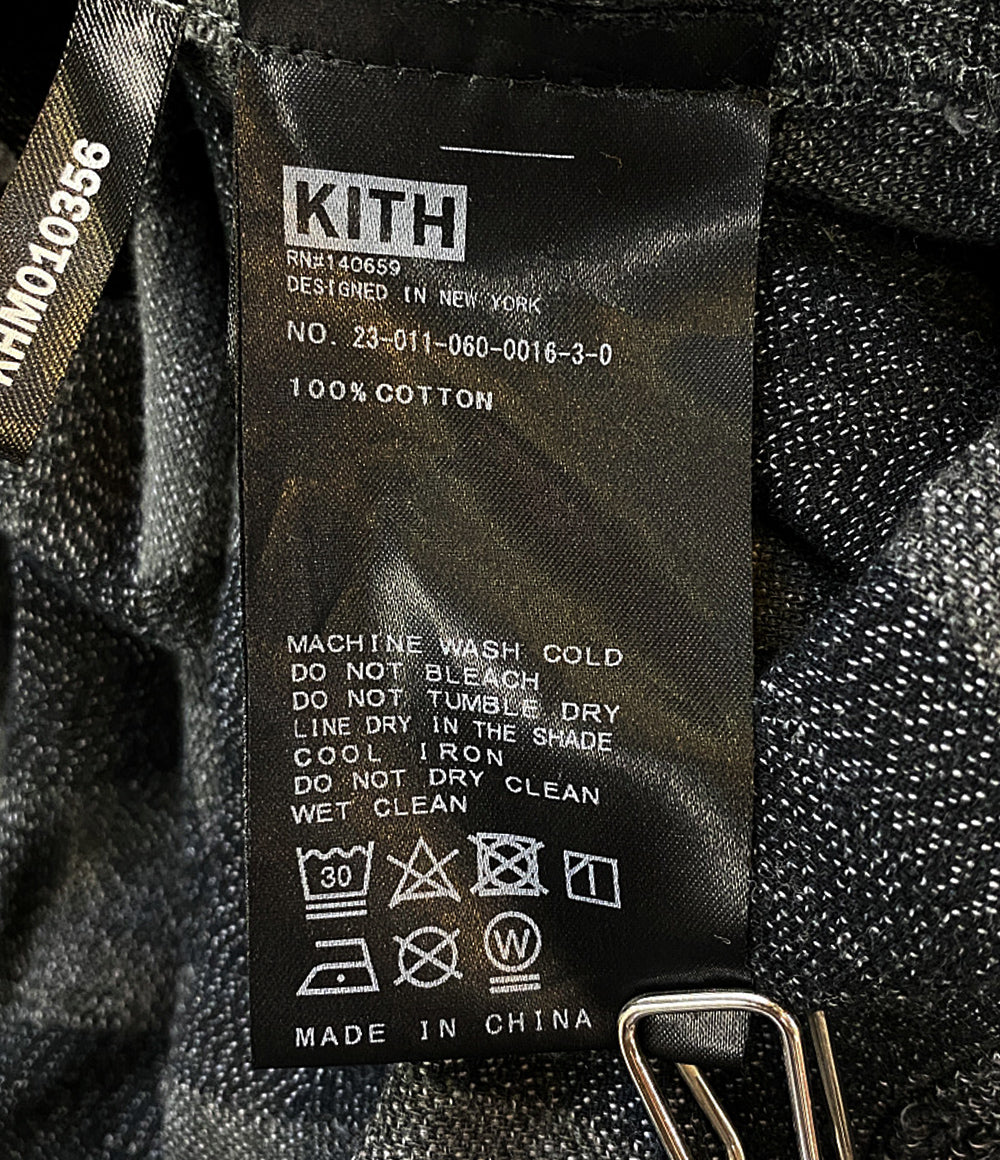 KHM010356
KITH
RN#140659
DESIGNED IN NEW YORK
NO. 23-011-060-0016-3-0
100% COTTON
MACHINE WASH COLD
DO NOT BLEACH
DO NOT TUMBLE DRY
LINE DRY IN THE SHADE
COOL IRON
DO NOT DRY CLEAN
WET CLEAN
30
W
MADE IN CHINA